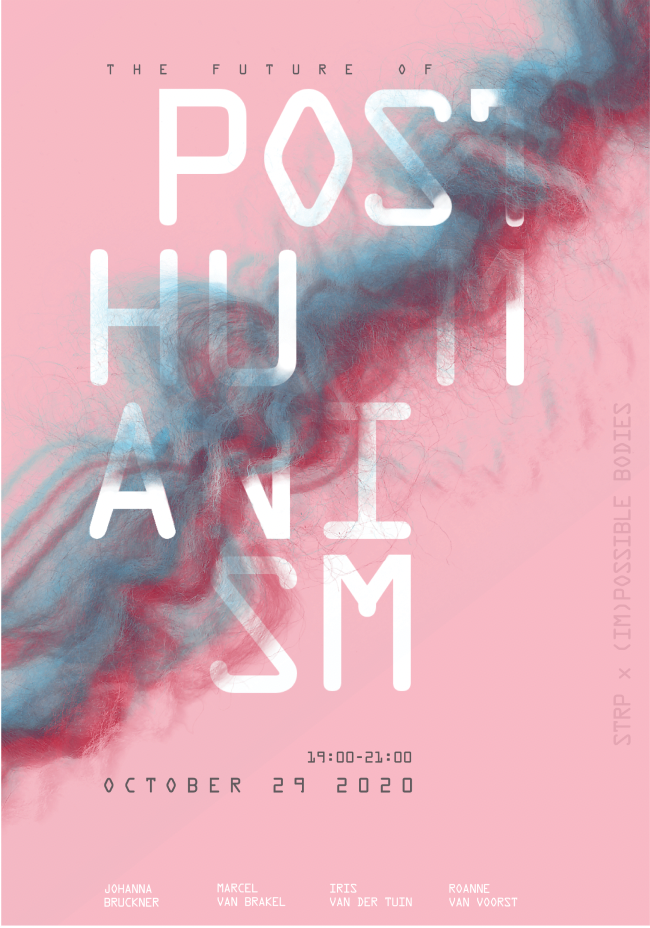 THE FUTURE OF
POST
HUM
ANI
SM
STRP x (IM)POSSIBLE BODIES
19:00-21:00
OCTOBER 29 2020
JOHANNA
BRUCKNER
MARCEL
VAN BRAKEL
IRIS
VAN DER TUIN
ROANNE
VAN VOORST